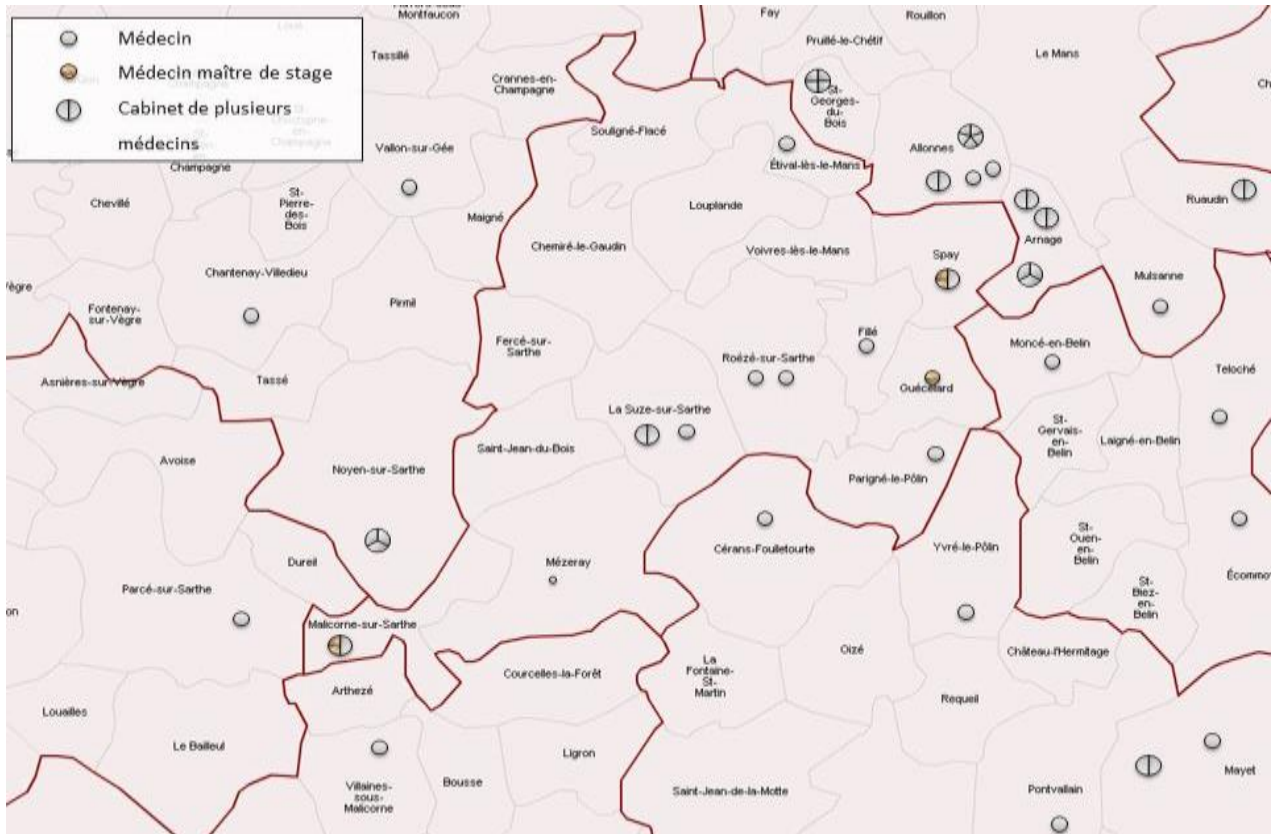 Montfaucon
Fay
Rouillon
Médecin
Pruillé-le-Chétif
Tassillé
Le Mans
Médecin maître de stage
Crannes-en-
Champagne
Ch
St-
Georges-
du-
Bois
Cabinet de plusieurs
médecins
Souligné-Flacé
Allonnes
Vallon-sur-Gée
Champagne
Étival-lès-le-Mans
St-
Pierre-
des-
Bois
Chevillé
Ruaudin
Louplande
Maigné
Arnage
Chemiré-le-Gaudin
Voivres-lès-le-Mans
Spay
Chantenay-Villedieu
Mulsanne
ègre
Pirmil
Fontenay-
sur-Vègre
Fillé
Fercé-sur-
Sarthe
Moncé-en-Belin
Roëzé-sur-Sarthe
Teloché
Asnières-sur-Vègre
Tassé
Guécélard
La Suze-sur-Sarthe
St-
Gervais-
en-
Belin
Laigné-en-Belin
Saint-Jean-du-Bois
Avoise
Noyen-sur-Sarthe
Parigné-le-Pôlin
Cérans-Foulletourte
Yvré-le-Pôlin
St-
Ouen-
en-
Belin
Dureil
Mézeray
Écommoy
Parcé-sur-Sarthe
St-
Biez-
en-
Belin
on
Malicorne-sur-Sarthe
Oizé
Château-l'Hermitage
La
Fontaine-
St-
Martin
Courcelles-la-Forêt
Arthezé
Requeil
Louailles
Le Bailleul
Ligron
Mayet
Villaines-
sous-
Malicorne
Bousse
Saint-Jean-de-la-Motte
Pontvallain